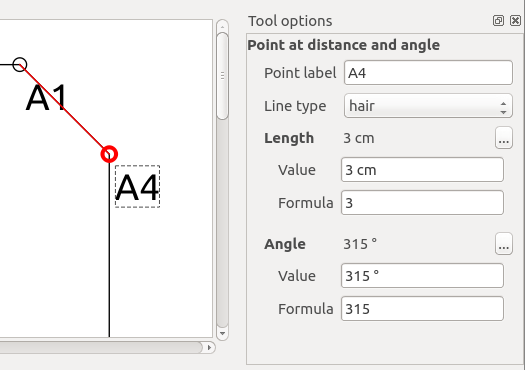 A1
A4
Tool options
Point at distance and angle
Point label A4
Line type hair
Length 3 cm ...
Value 3 cm
Formula 3
Angle 315 ° ...
Value 315 °
Formula 315